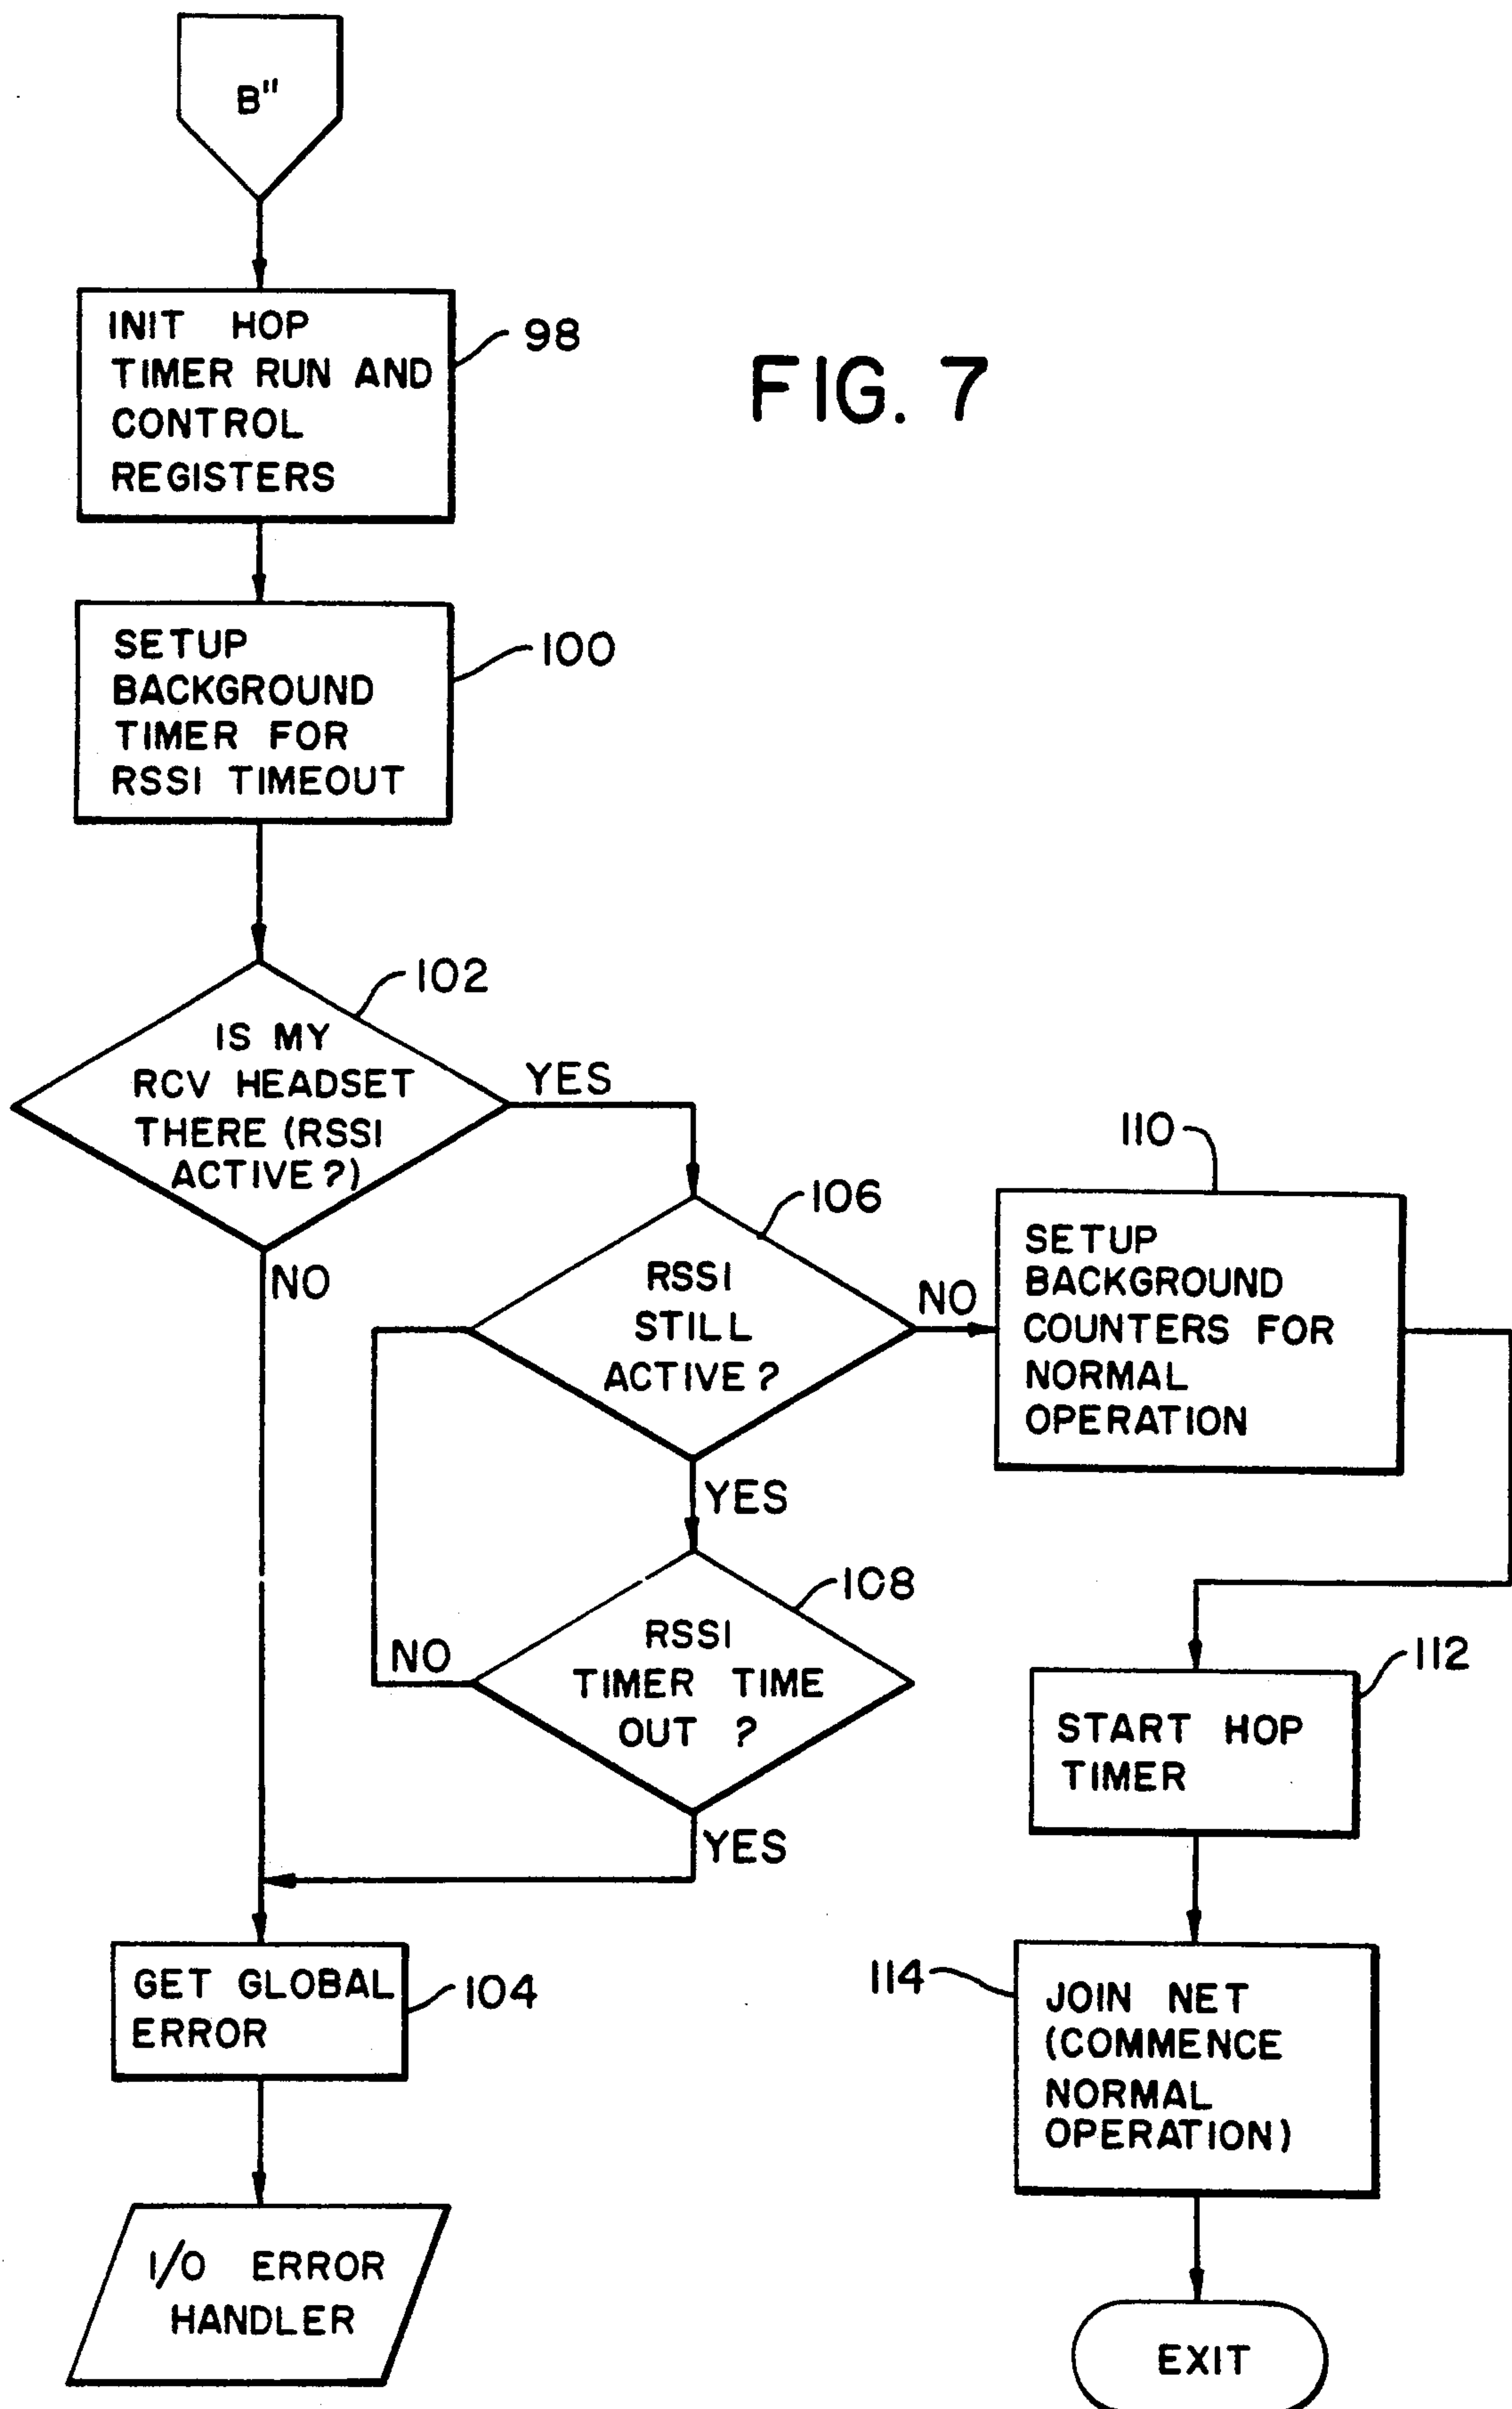 B"
INIT HOP
TIMER RUN AND
CONTROL
REGISTERS
98
FIG. 7
SETUP
BACKGROUND
TIMER FOR
RSSI TIMEOUT
100
IS MY
RCV HEADSET
THERE (RSSI
ACTIVE?)
102
YES
NO
RSSI
STILL
ACTIVE?
106
NO
YES
110
SETUP
BACKGROUND
COUNTERS FOR
NORMAL
OPERATION
RSSI
TIMER TIME
OUT ?
108
NO
YES
112
START HOP
TIMER
GET GLOBAL
ERROR
104
114
JOIN NET
(COMMENCE
NORMAL
OPERATION)
I/O ERROR
HANDLER
EXIT